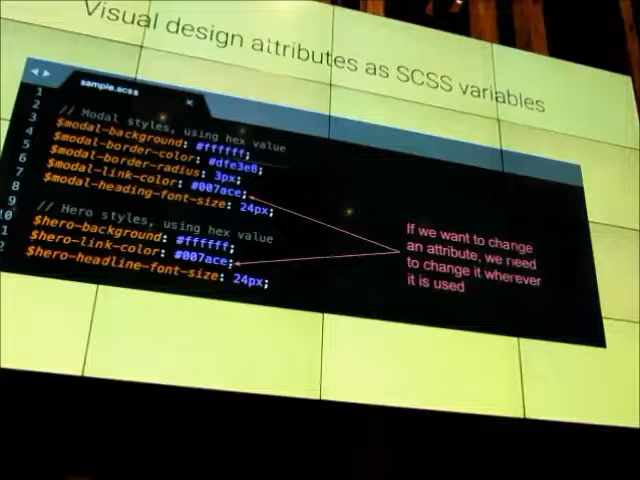 Visual design attributes as SCSS variables
sample.scss
1
2 // Modal styles, using hex value
3 $modal-background: #ffffff;
4 $modal-border-color: #dfe3e8;
5 $modal-border-radius: 3px;
6 $modal-link-color: #007ace;
7 $modal-heading-font-size: 24px;
8
9 // Hero styles, using hex value
10 $hero-background: #ffffff;
$hero-link-color: #007ace;
2 $hero-headline-font-size: 24px;
If we want to change
an attribute, we need
to change it wherever
it is used